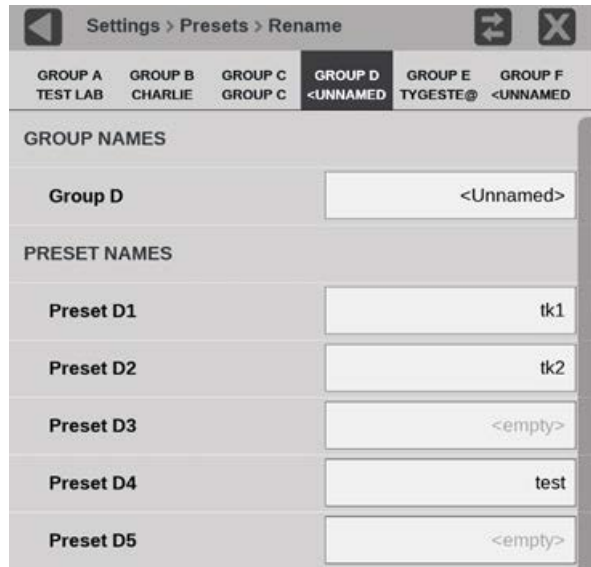 Settings > Presets > Rename
GROUP A GROUP B GROUP C GROUP D GROUP E GROUP F
TEST LAB CHARLIE GROUP C <UNNAMED TYGESTE@ <UNNAMED
GROUP NAMES
Group D <Unnamed>
PRESET NAMES
Preset D1 tk1
Preset D2 tk2
Preset D3 <empty>
Preset D4 test
Preset D5 <empty>